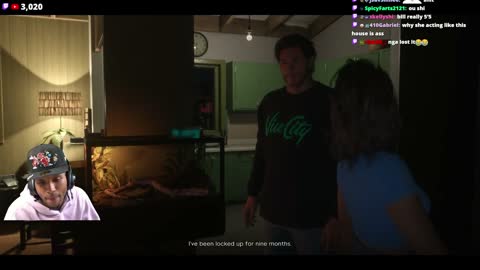 3,020
SpicyFarts2121: ou shi
skellyshi: bill really 5'5
410Gabriel: why she acting like this
house is ass
nga lost it😭😭
ViceCity
I've been locked up for nine months.